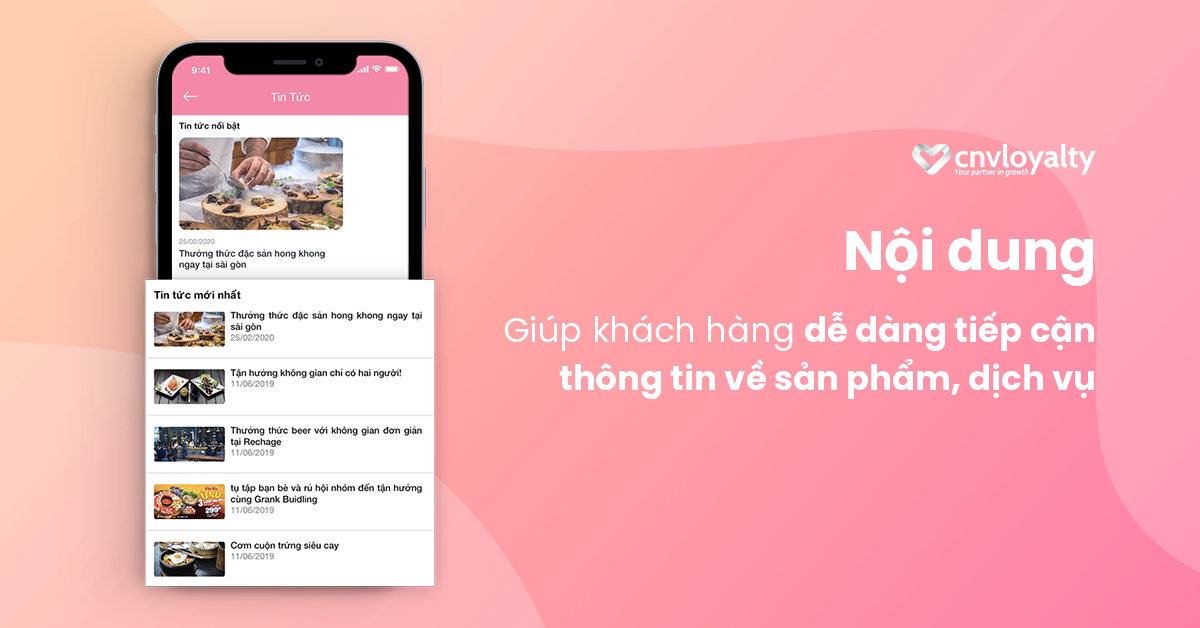 9:41
Tin Tức
Tin tức nổi bật
25/02/2020
Thưởng thức đặc sản hong khong
ngay tại sài gòn
Tin tức mới nhất
Thưởng thức đặc sản hong khong ngay tại
sài gòn
25/02/2020
Tận hưởng không gian chỉ có hai người!
11/06/2019
Thưởng thức beer với không gian đơn giản
tại Rechage
11/06/2019
tụ tập bạn bè và rủ hội nhóm đến tận hưởng
cùng Grank Buidling
11/06/2019
299
Cơm cuộn trứng siêu cay
11/06/2019
cnvloyalty
Your partner in growth
Nội dung
Giúp khách hàng dễ dàng tiếp cận
thông tin về sản phẩm, dịch vụ